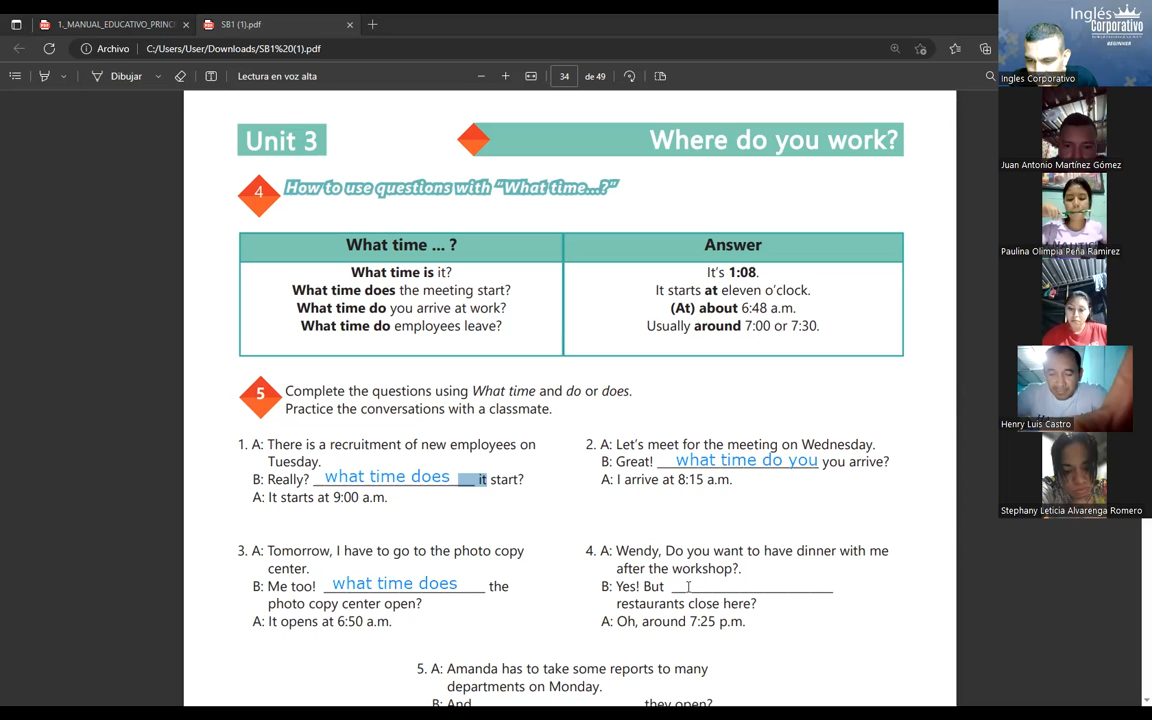 1._MANUAL_EDUCATIVO_PRINC
SB1 (1).pdf
Archivo
C:/Users/User/Downloads/SB1%20(1).pdf
Dibujar
Lectura en voz alta
34
de 49
Unit 3
Where do you work?
4
How to use questions with “What time...?”
What time ... ?
Answer
What time is it?
It's 1:08.
What time does the meeting start?
It starts at eleven o'clock.
What time do you arrive at work?
(At) about 6:48 a.m.
What time do employees leave?
Usually around 7:00 or 7:30.
5
Complete the questions using What time and do or does.
Practice the conversations with a classmate.
1. A: There is a recruitment of new employees on
Tuesday.
B: Really? what time does it start?
A: It starts at 9:00 a.m.
2. A: Let's meet for the meeting on Wednesday.
B: Great! what time do you you arrive?
A: I arrive at 8:15 a.m.
3. A: Tomorrow, I have to go to the photo copy
center.
B: Me too! what time does the
photo copy center open?
A: It opens at 6:50 a.m.
4. A: Wendy, Do you want to have dinner with me
after the workshop?.
B: Yes! But
restaurants close here?
A: Oh, around 7:25 p.m.
5. A: Amanda has to take some reports to many
departments on Monday.
B: And they open?
Inglés
Corporativo
BEGINNER
Ingles Corporativo
Juan Antonio Martínez Gómez
Paulina Olimpia Peña Ramirez
Henry Luis Castro
Stephany Leticia Alvarenga Romero